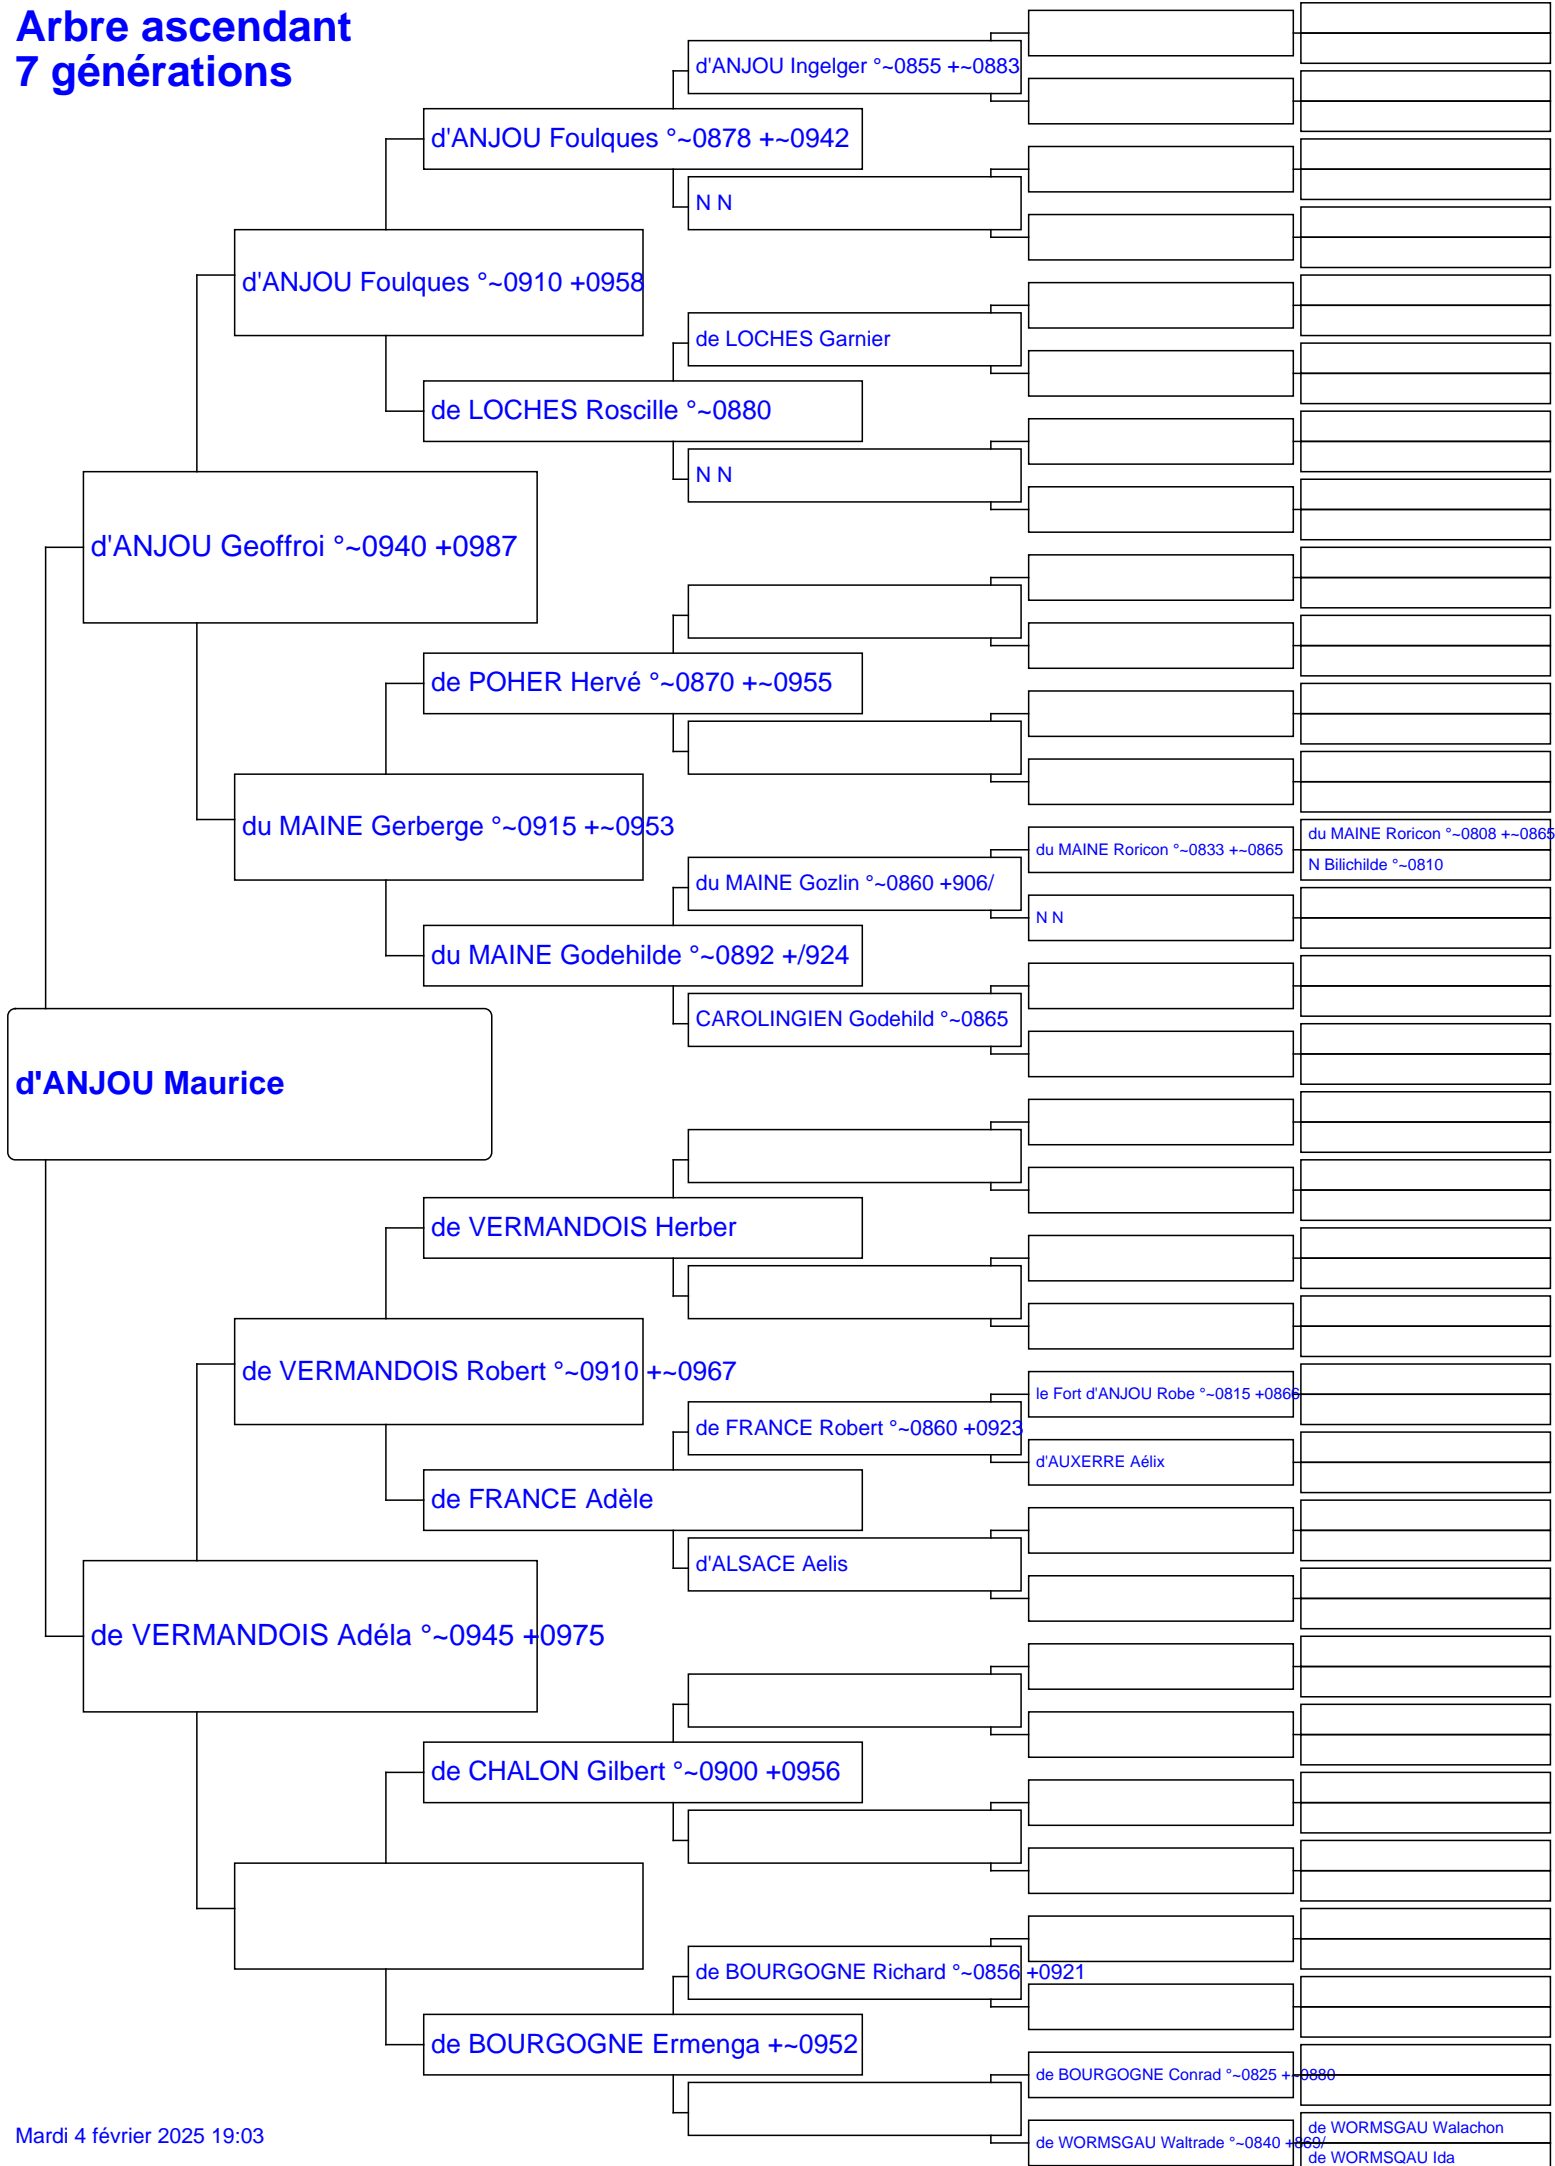 Arbre ascendant
7 générations
d'ANJOU Ingelger °~0855 +~0883
d'ANJOU Foulques °~0878 +~0942
N N
d'ANJOU Foulques °~0910 +0958
de LOCHES Garnier
de LOCHES Roscille °~0880
N N
d'ANJOU Geoffroi °~0940 +0987
de POHER Hervé °~0870 +~0955
du MAINE Gerberge °~0915 +~0953
du MAINE Roricon °~0808 +~0865
du MAINE Roricon °~0833 +~0865
N Bilichilde °~0810
du MAINE Gozlin °~0860 +906/
N N
du MAINE Godehilde °~0892 +/924
CAROLINGIEN Godehild °~0865
d'ANJOU Maurice
de VERMANDOIS Herber
de VERMANDOIS Robert °~0910 +~0967
le Fort d'ANJOU Robe °~0815 +0866
de FRANCE Robert °~0860 +0923
d'AUXERRE Aélix
de FRANCE Adèle
d'ALSACE Aelis
de VERMANDOIS Adéla °~0945 +0975
de CHALON Gilbert °~0900 +0956
de BOURGOGNE Richard °~0856 +0921
de BOURGOGNE Ermenga +~0952
de BOURGOGNE Conrad °~0825 +~0880
de WORMSGAU Walachon
de WORMSGAU Waltrade °~0840 +869/
de WORMSQAU Ida
Mardi 4 février 2025 19:03